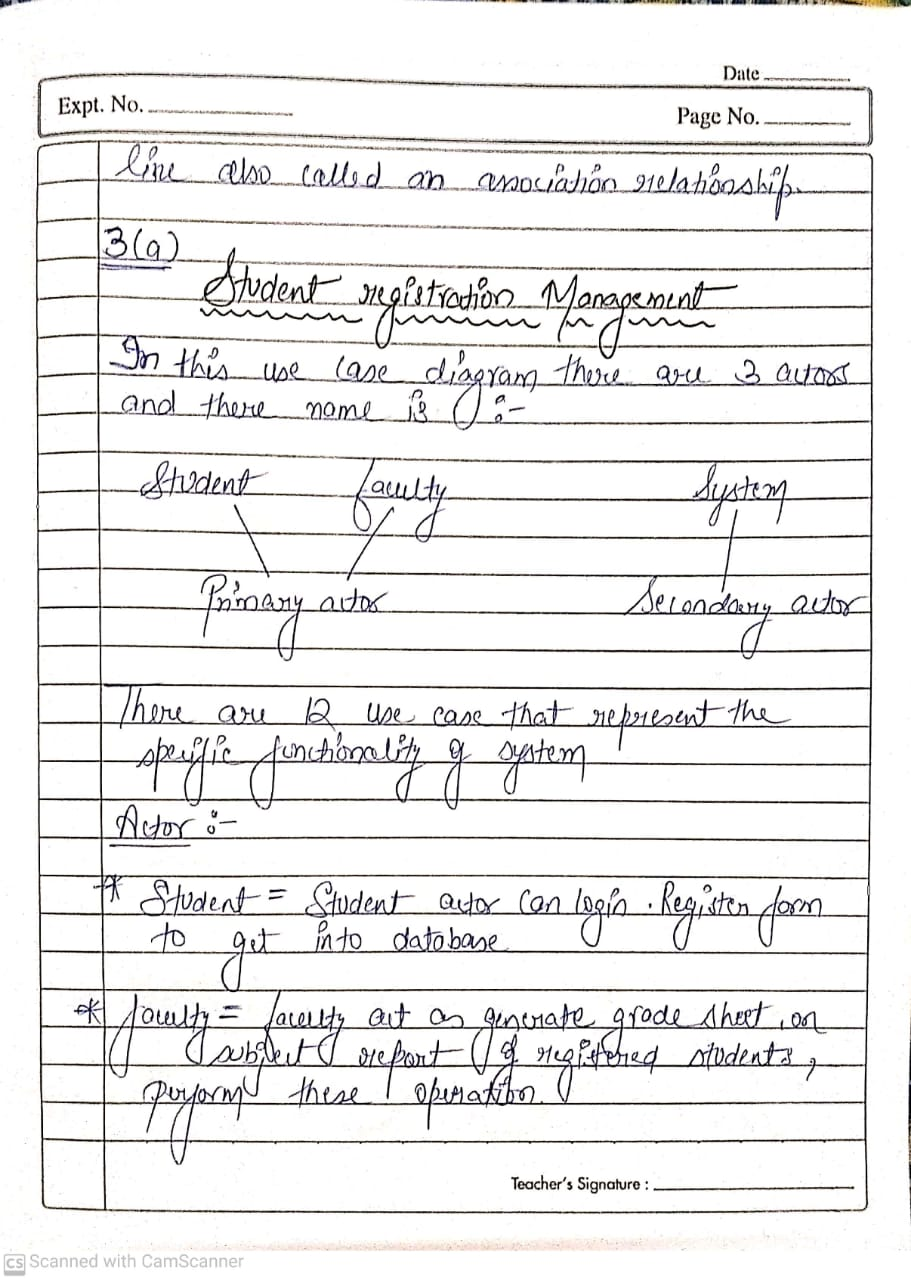 Date
Expt. No.
Page No.
line also called an association relationship.
3(a)
Student registration Management
In this use case diagram there are 3 actors
and there name is :-
Student faculty System
Primary actor Secondary actor
There are 12 use case that represent the
specific functionality of system
Actor :-
* Student = Student actor can login . Register form
to get into database
* faculty = faculty act as generate grade sheet, or
subject report of registered students,
perform these operation.
Teacher's Signature :
CS Scanned with CamScanner